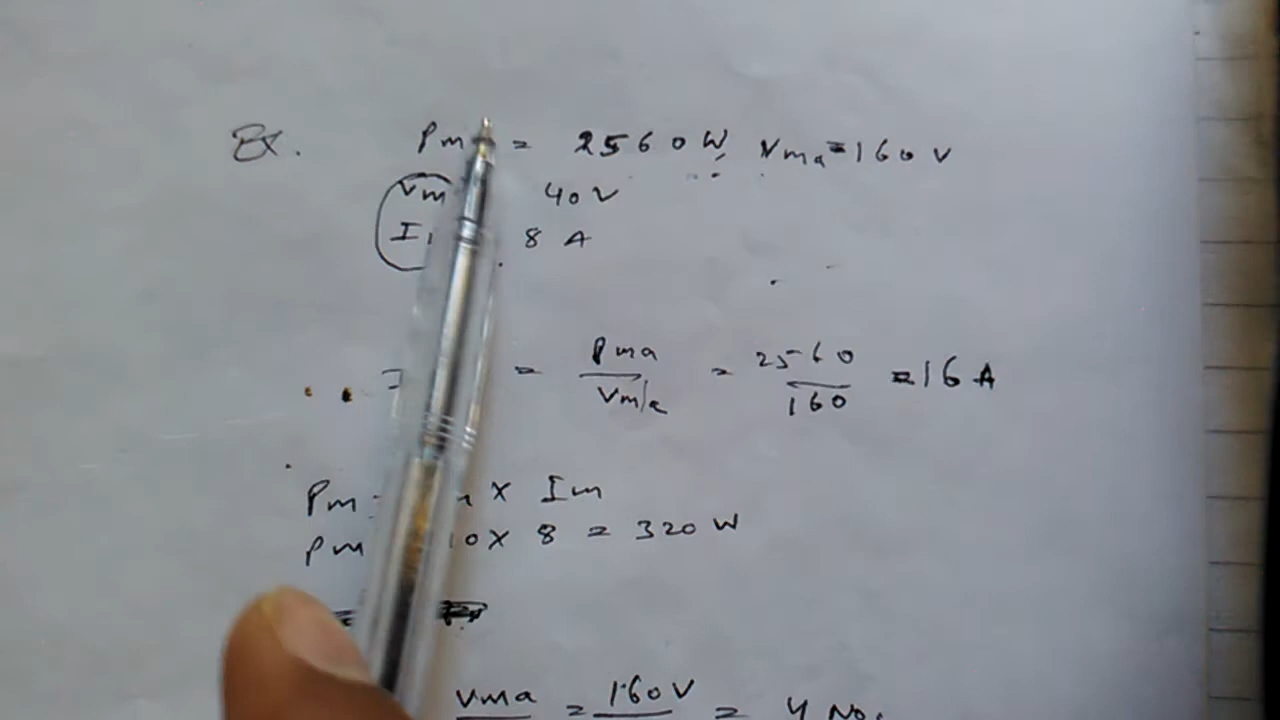 Ex. Pm = 2560 W, Vma = 160 V
Vm 40 V
I 8 A
= Pma / Vma = 2560 / 160 = 16 A
Pm = × Im
Pm 0 × 8 = 320 W
Vma = 160 V = 4 No.